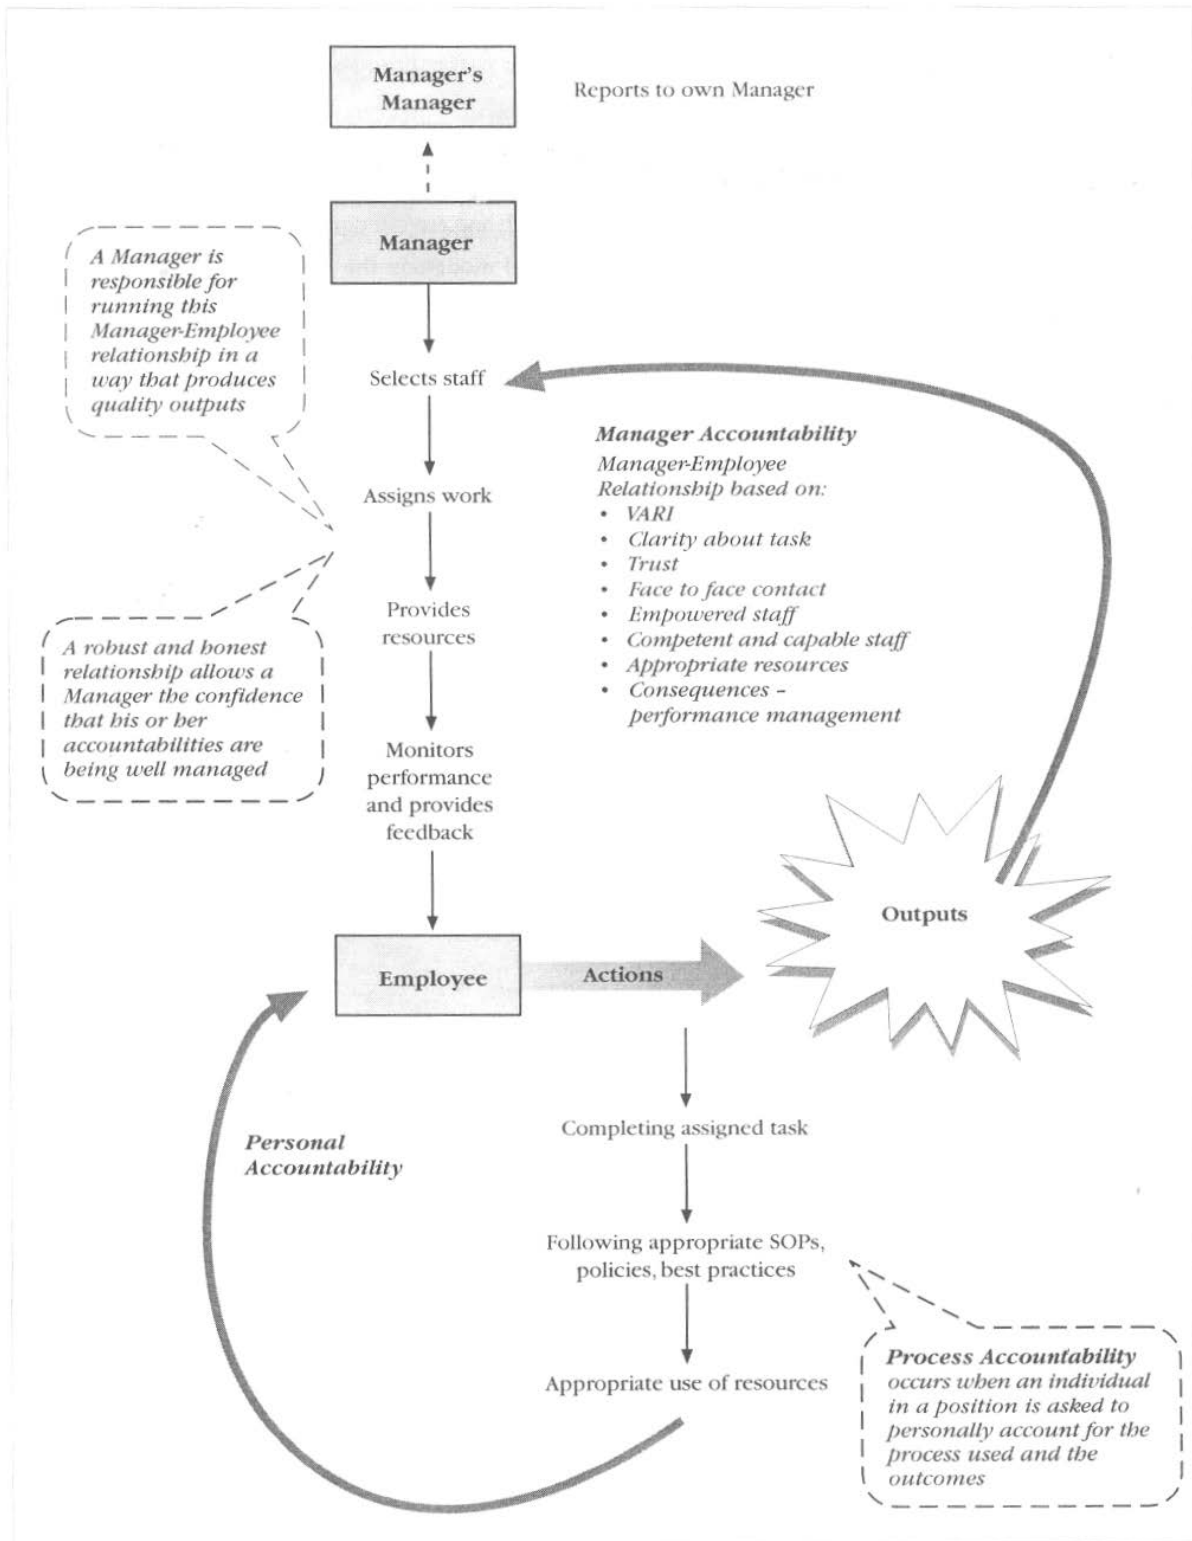 Manager's
Manager
Reports to own Manager
Manager
A Manager is
responsible for
running this
Manager-Employee
relationship in a
way that produces
quality outputs
Selects staff
Assigns work
Manager Accountability
Manager-Employee
Relationship based on:
• VARI
• Clarity about task
• Trust
• Face to face contact
• Empowered staff
• Competent and capable staff
• Appropriate resources
• Consequences –
performance management
Provides
resources
A robust and honest
relationship allows a
Manager the confidence
that his or her
accountabilities are
being well managed
Monitors
performance
and provides
feedback
Employee
Actions
Outputs
Personal
Accountability
Completing assigned task
Following appropriate SOPs,
policies, best practices
Appropriate use of resources
Process Accountability
occurs when an individual
in a position is asked to
personally account for the
process used and the
outcomes